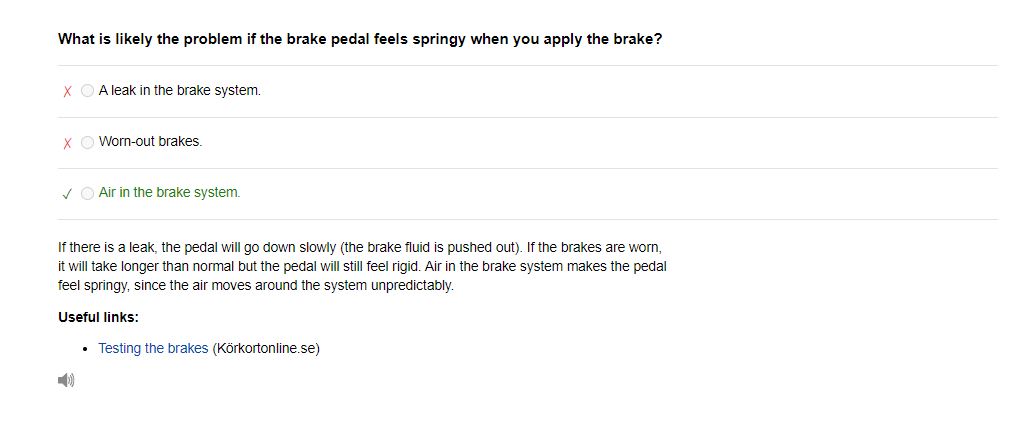 What is likely the problem if the brake pedal feels springy when you apply the brake?
X A leak in the brake system.
X Worn-out brakes.
✓ Air in the brake system.
If there is a leak, the pedal will go down slowly (the brake fluid is pushed out). If the brakes are worn,
it will take longer than normal but the pedal will still feel rigid. Air in the brake system makes the pedal
feel springy, since the air moves around the system unpredictably.
Useful links:
• Testing the brakes (Körkortonline.se)